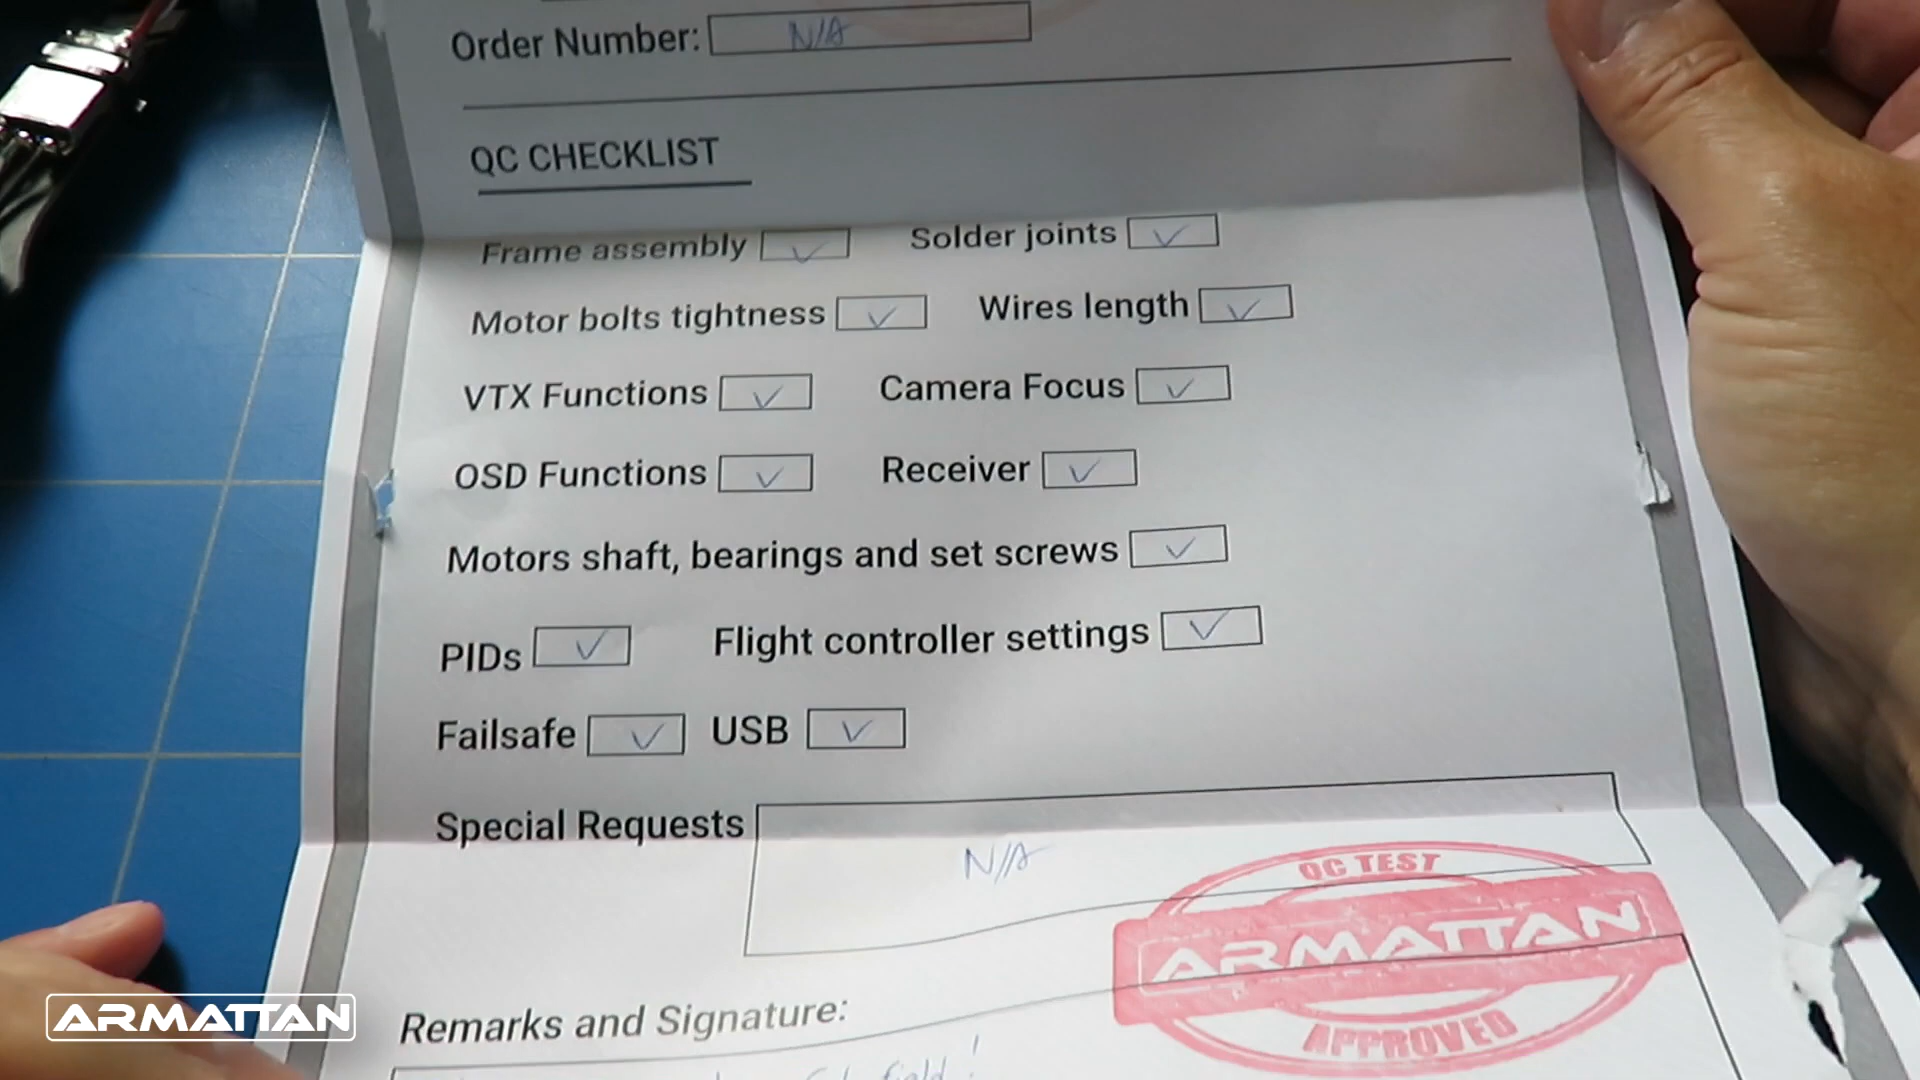 Order Number: N/A
QC CHECKLIST
Frame assembly ✓ Solder joints ✓
Motor bolts tightness ✓ Wires length ✓
VTX Functions ✓ Camera Focus ✓
OSD Functions ✓ Receiver ✓
Motors shaft, bearings and set screws ✓
PIDs ✓ Flight controller settings ✓
Failsafe ✓ USB ✓
Special Requests N/A
QC TEST
ARMATTAN
APPROVED
Remarks and Signature:
field!
ARMATTAN